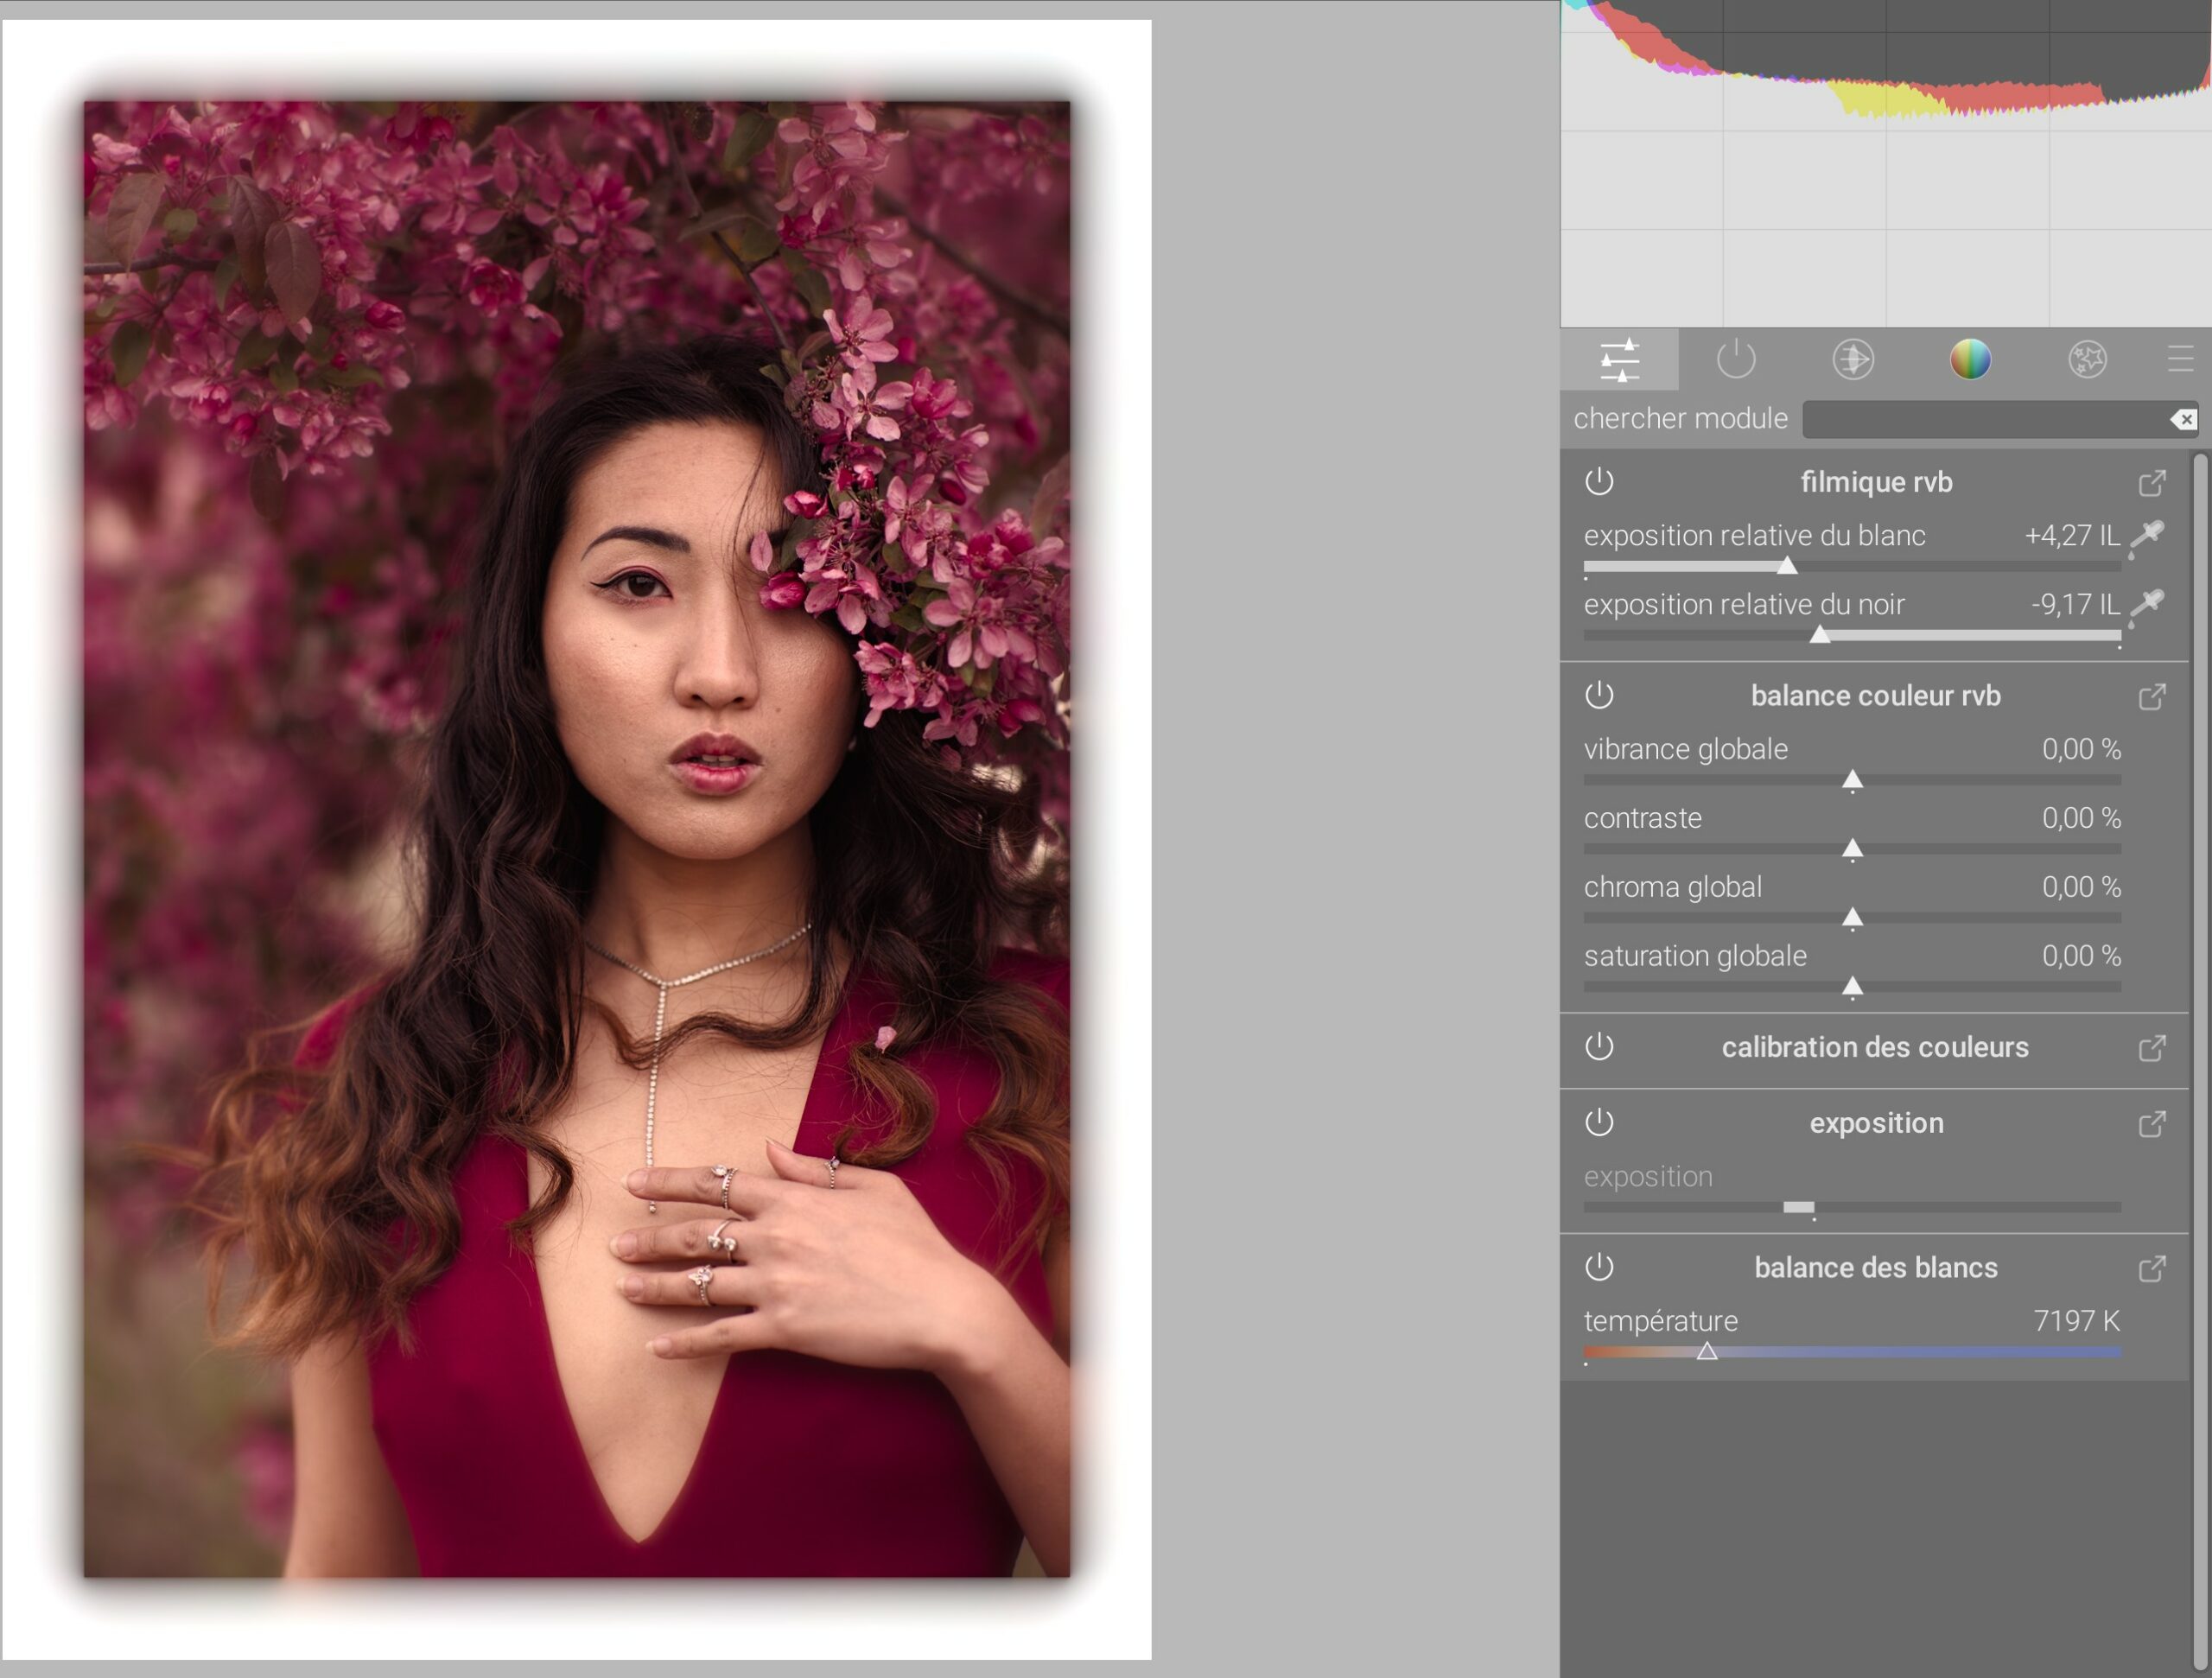 chercher module
filmique rvb
exposition relative du blanc +4,27 IL
exposition relative du noir -9,17 IL
balance couleur rvb
vibrance globale 0,00 %
contraste 0,00 %
chroma global 0,00 %
saturation globale 0,00 %
calibration des couleurs
exposition
exposition
balance des blancs
température 7197 K